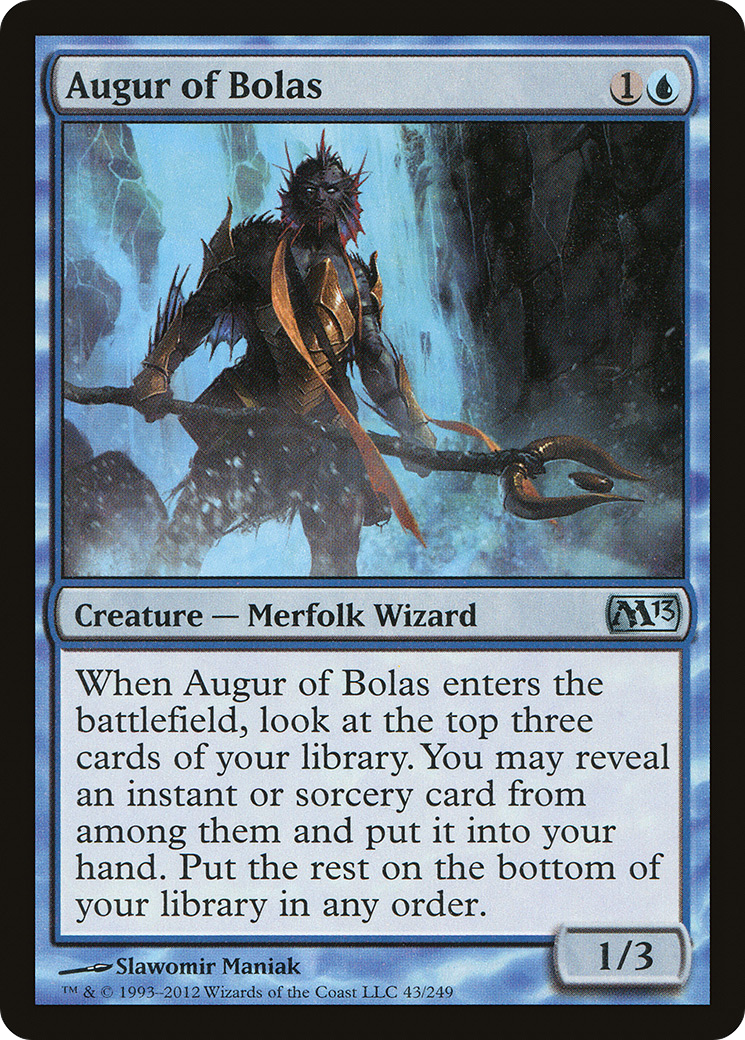 Augur of Bolas 1
Creature — Merfolk Wizard M13
When Augur of Bolas enters the
battlefield, look at the top three
cards of your library. You may reveal
an instant or sorcery card from
among them and put it into your
hand. Put the rest on the bottom of
your library in any order.
1/3
Slawomir Maniak
™ & © 1993–2012 Wizards of the Coast LLC 43/249